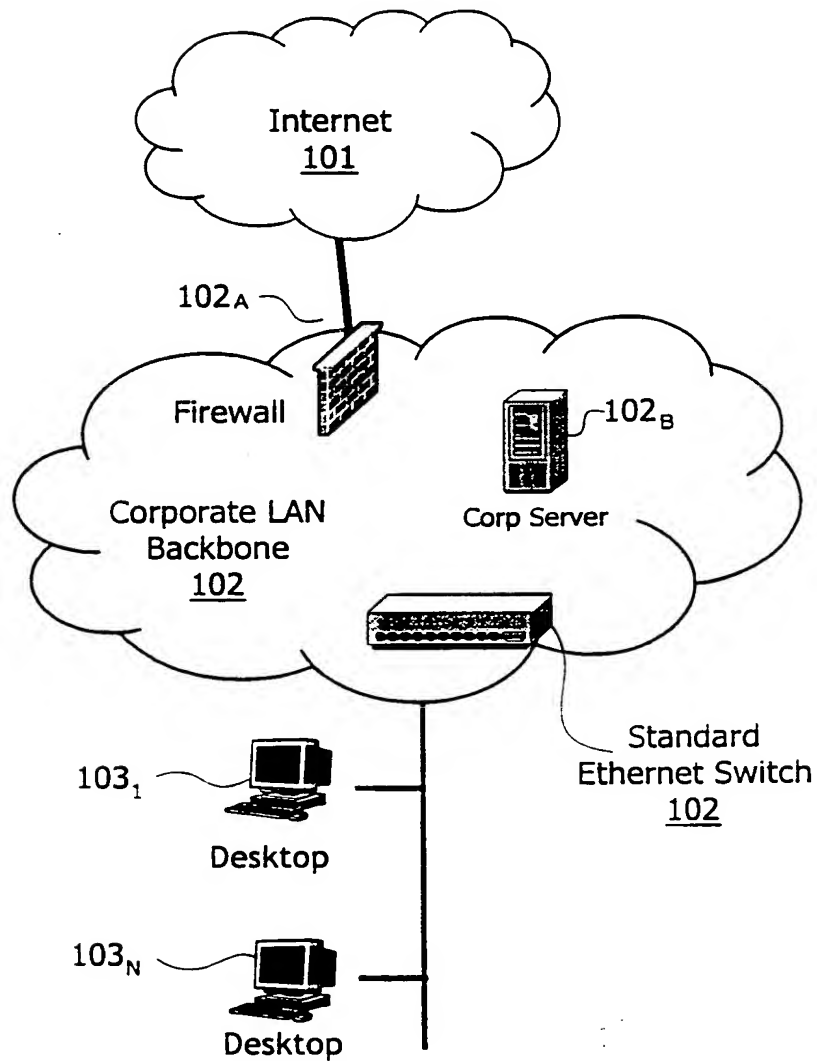 Internet
101
102A
Firewall
102B
Corp Server
Corporate LAN
Backbone
102
Standard
Ethernet Switch
102
1031
Desktop
103N
Desktop